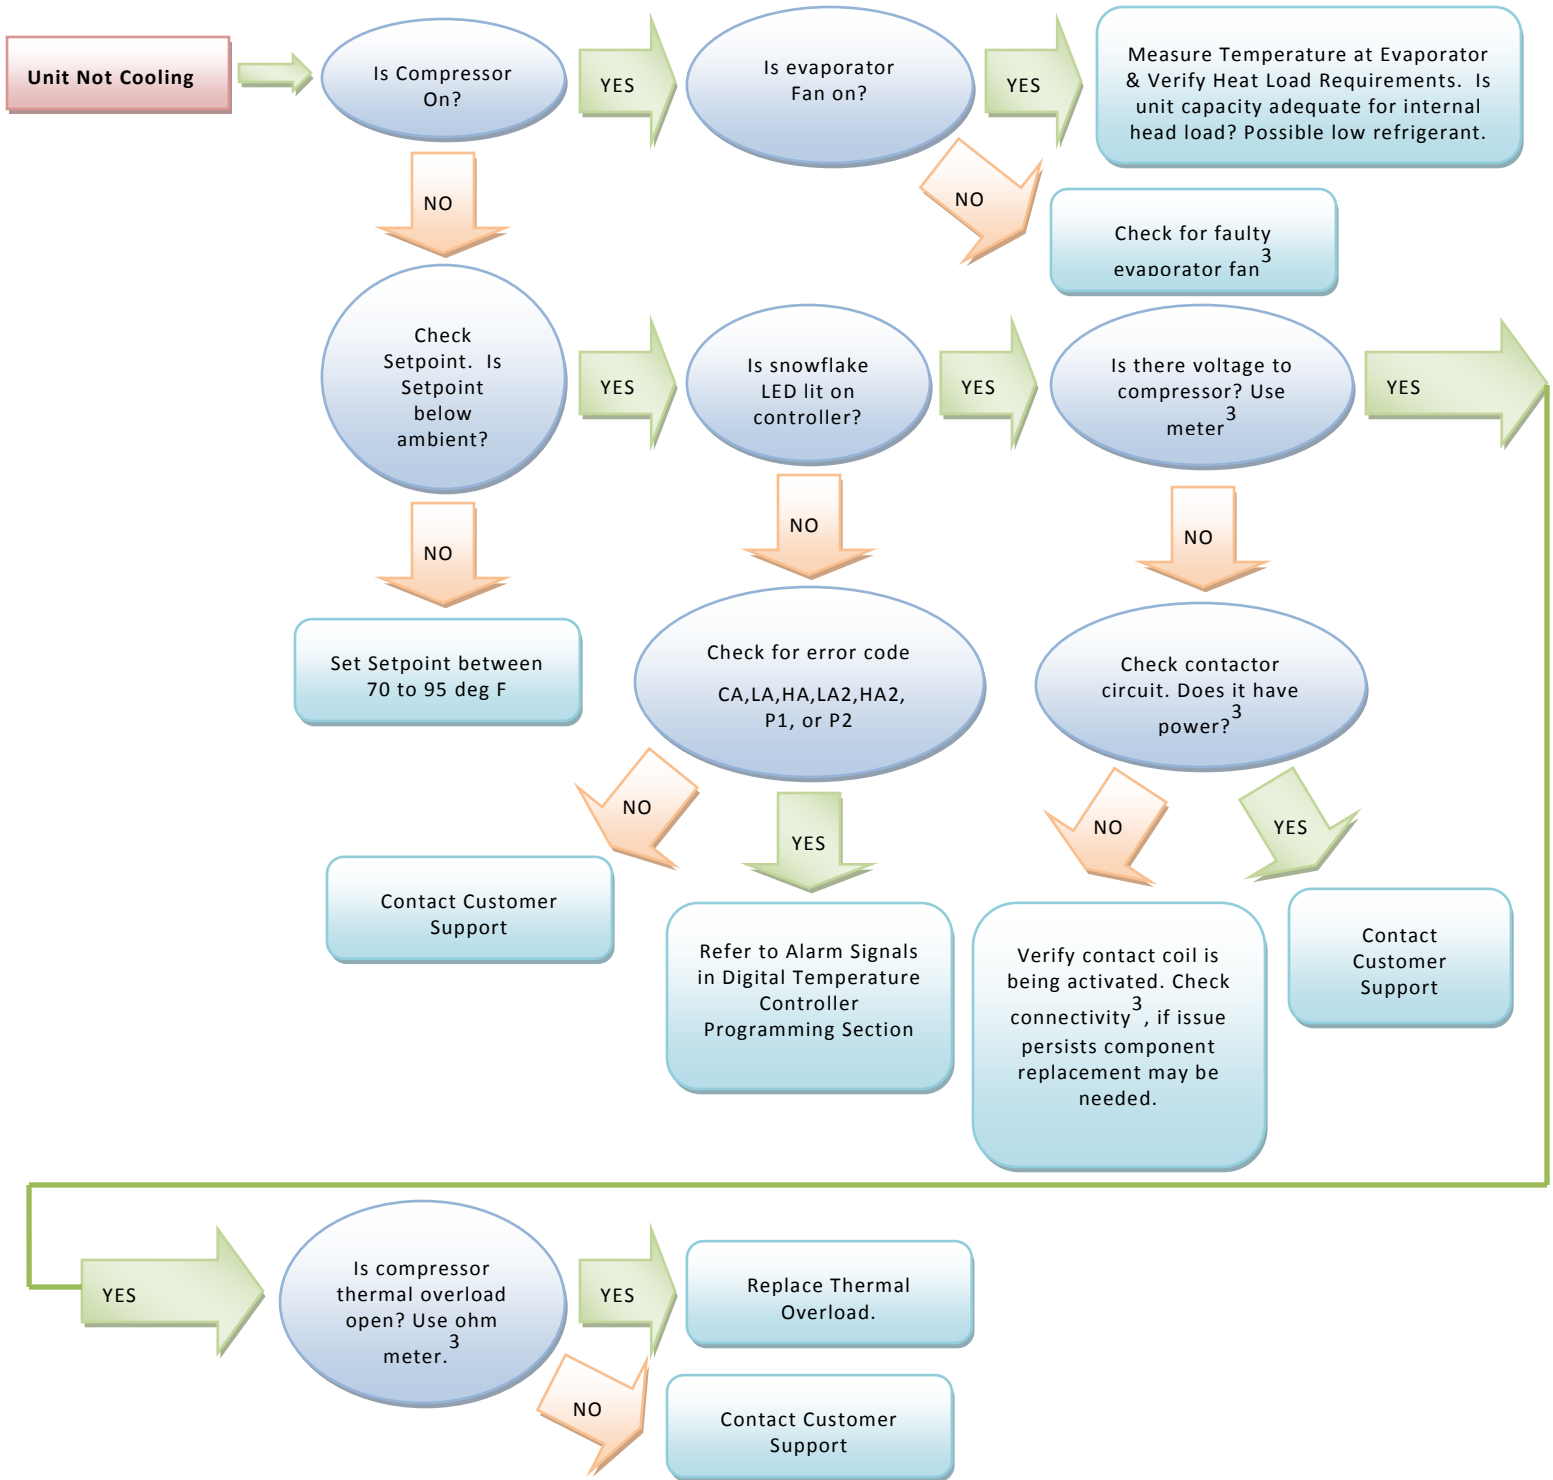 Unit Not Cooling
Is Compressor
On?
YES
Is evaporator
Fan on?
YES
Measure Temperature at Evaporator
& Verify Heat Load Requirements. Is
unit capacity adequate for internal
head load? Possible low refrigerant.
NO
NO
Check for faulty
evaporator fan3
Check
Setpoint. Is
Setpoint
below
ambient?
YES
Is snowflake
LED lit on
controller?
YES
Is there voltage to
compressor? Use
meter3
YES
NO
NO
NO
Set Setpoint between
70 to 95 deg F
Check for error code
CA,LA,HA,LA2,HA2,
P1, or P2
Check contactor
circuit. Does it have
power?3
NO
YES
NO
YES
Contact Customer
Support
Refer to Alarm Signals
in Digital Temperature
Controller
Programming Section
Verify contact coil is
being activated. Check
connectivity3, if issue
persists component
replacement may be
needed.
Contact
Customer
Support
YES
Is compressor
thermal overload
open? Use ohm
meter.3
YES
Replace Thermal
Overload.
NO
Contact Customer
Support